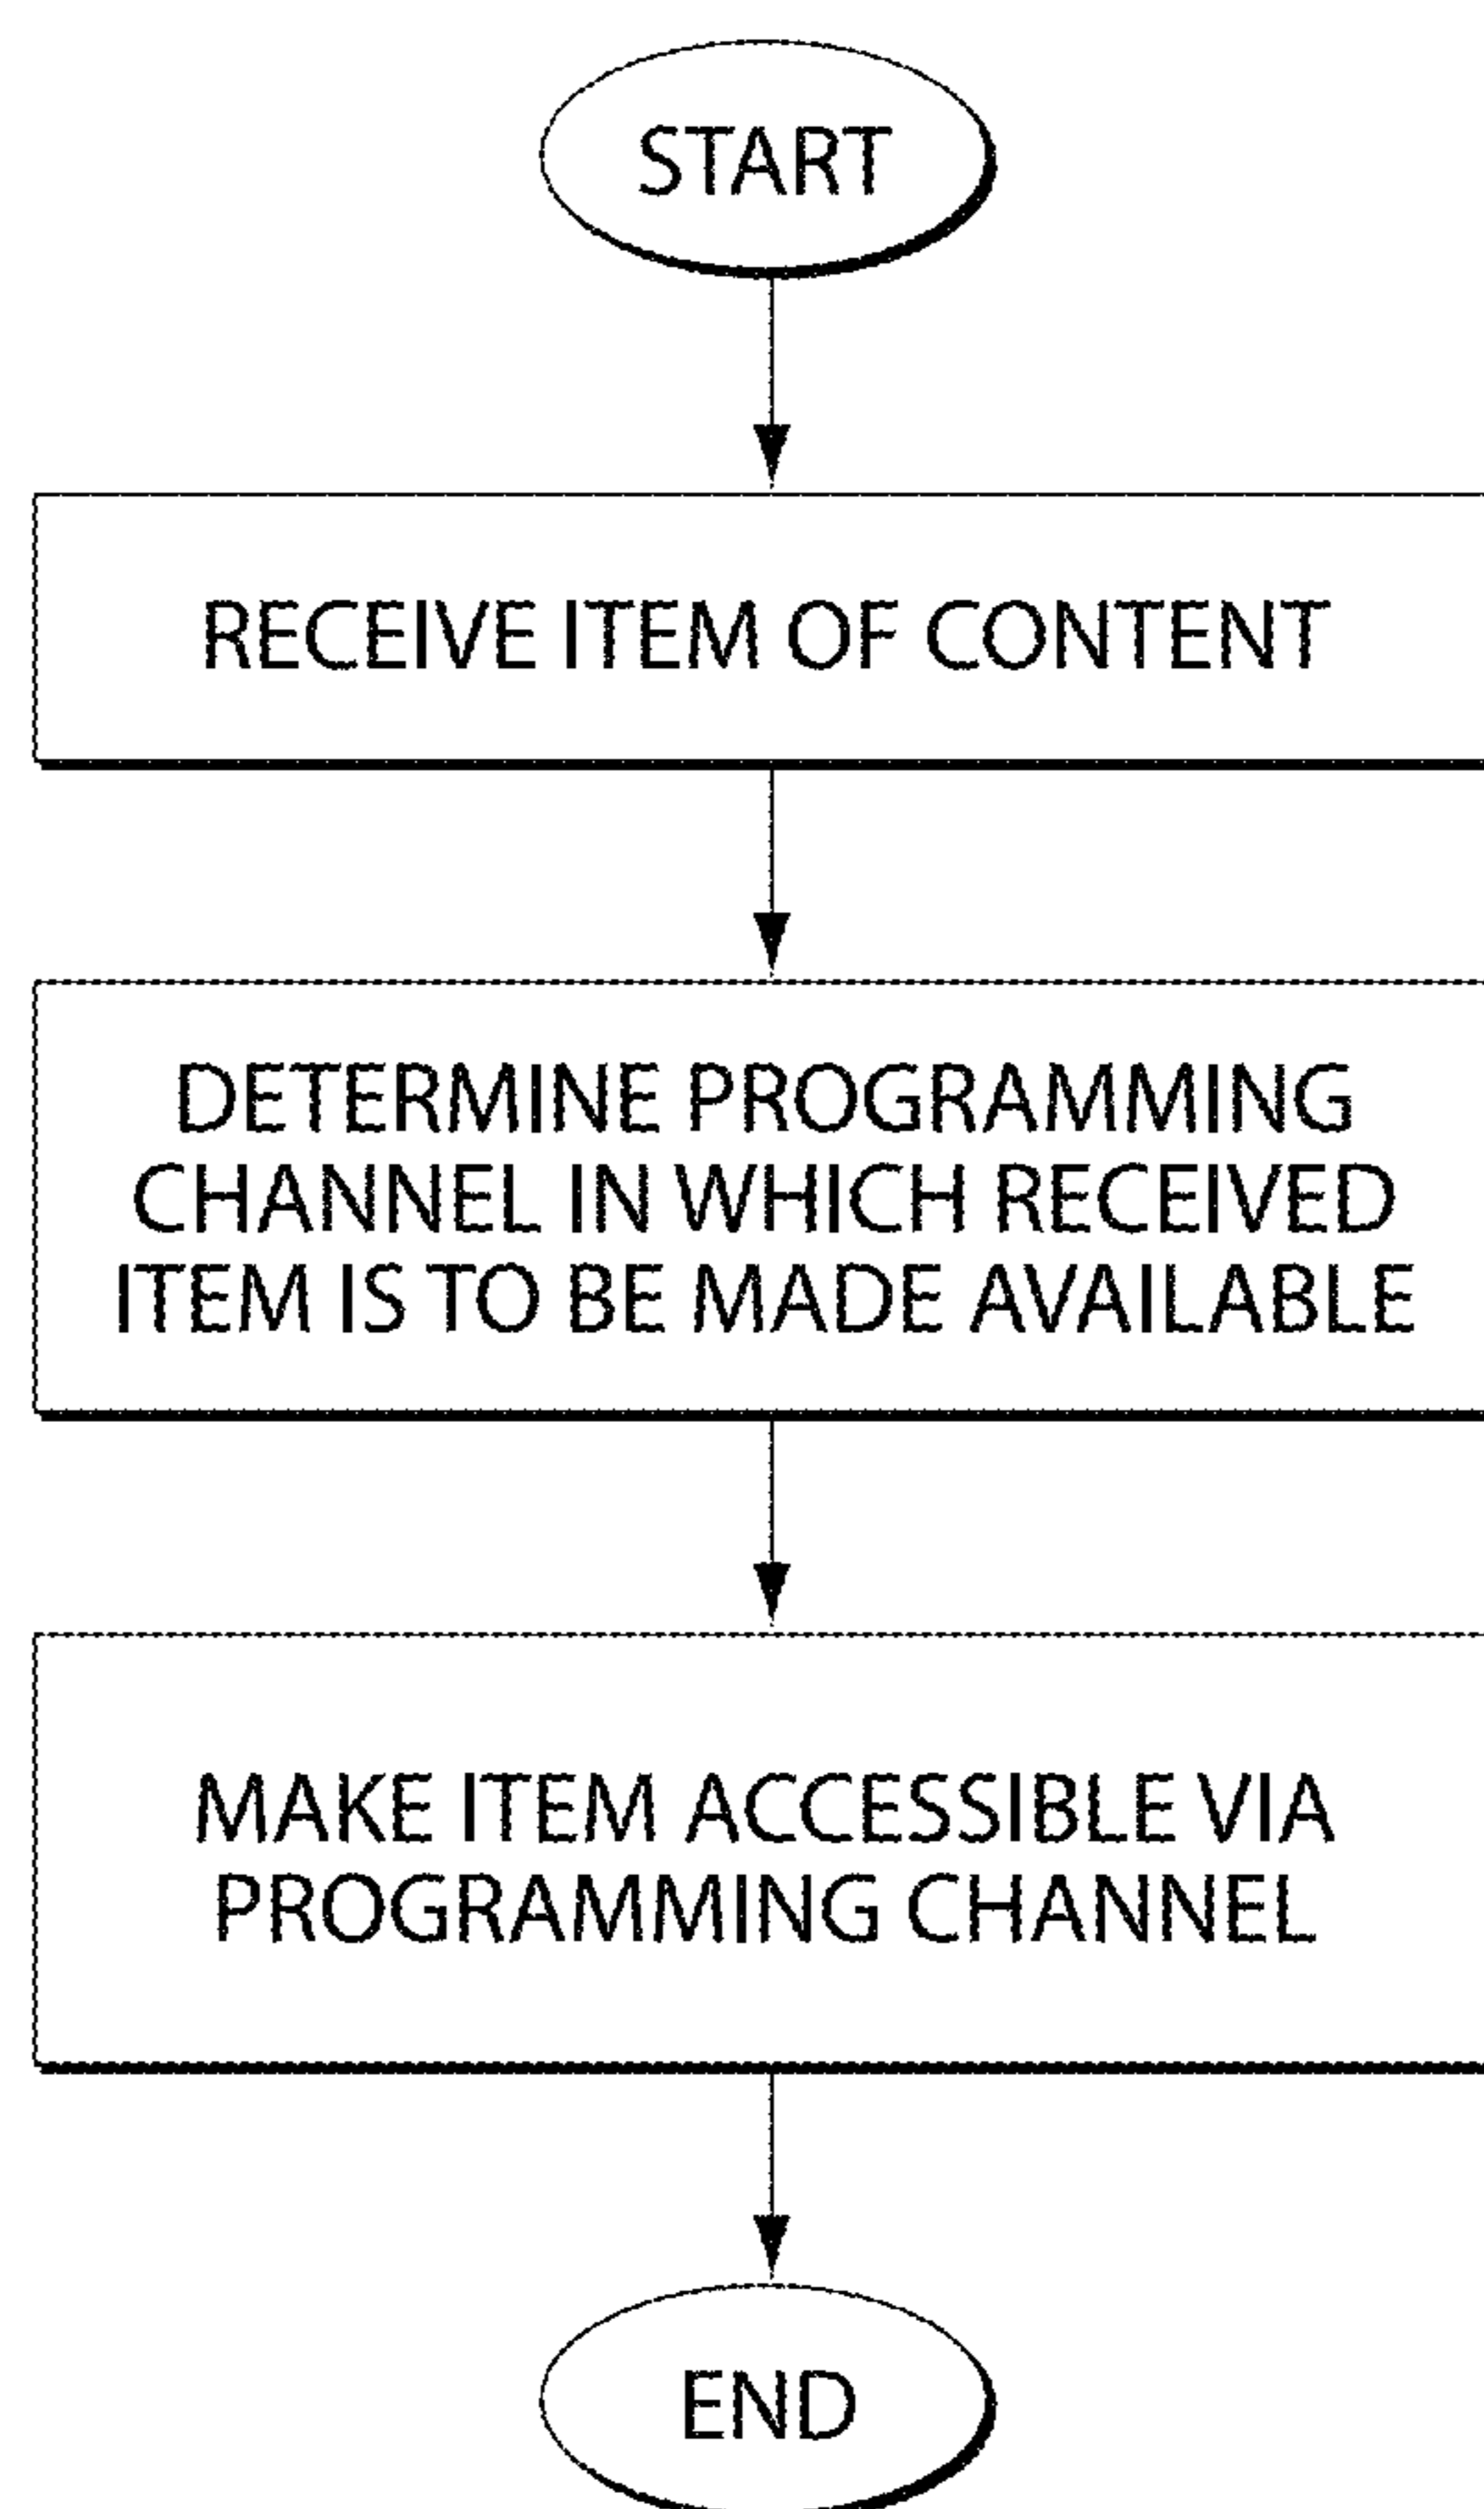 START
RECEIVE ITEM OF CONTENT
DETERMINE PROGRAMMING
CHANNEL IN WHICH RECEIVED
ITEM IS TO BE MADE AVAILABLE
MAKE ITEM ACCESSIBLE VIA
PROGRAMMING CHANNEL
END